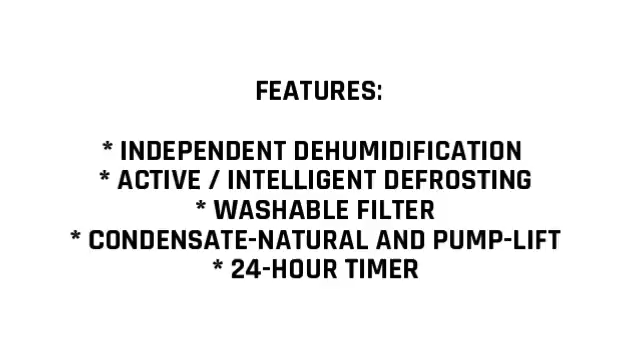 FEATURES:
* INDEPENDENT DEHUMIDIFICATION
* ACTIVE / INTELLIGENT DEFROSTING
* WASHABLE FILTER
* CONDENSATE-NATURAL AND PUMP-LIFT
* 24-HOUR TIMER